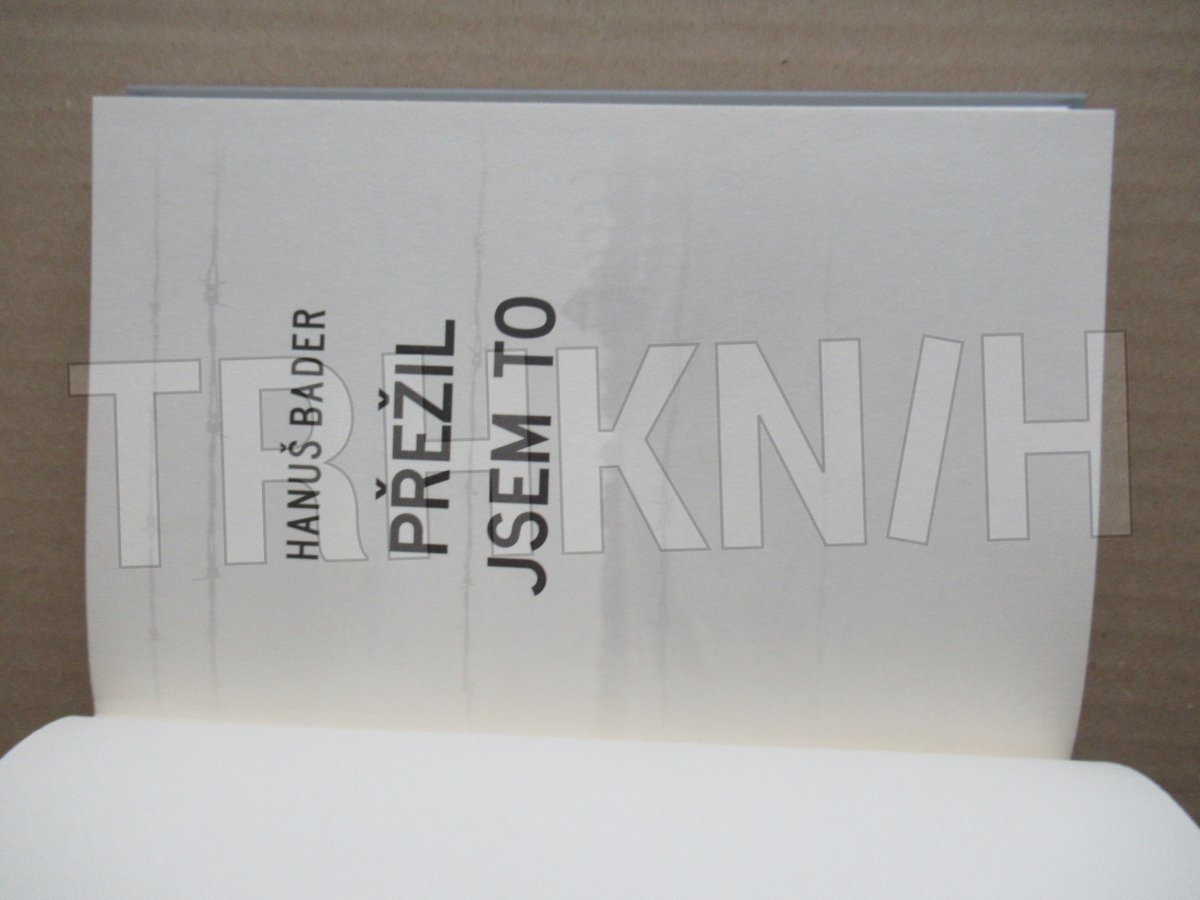 HANUŠ BADER
PŘEŽIL
JSEM TO
TRHKNIH